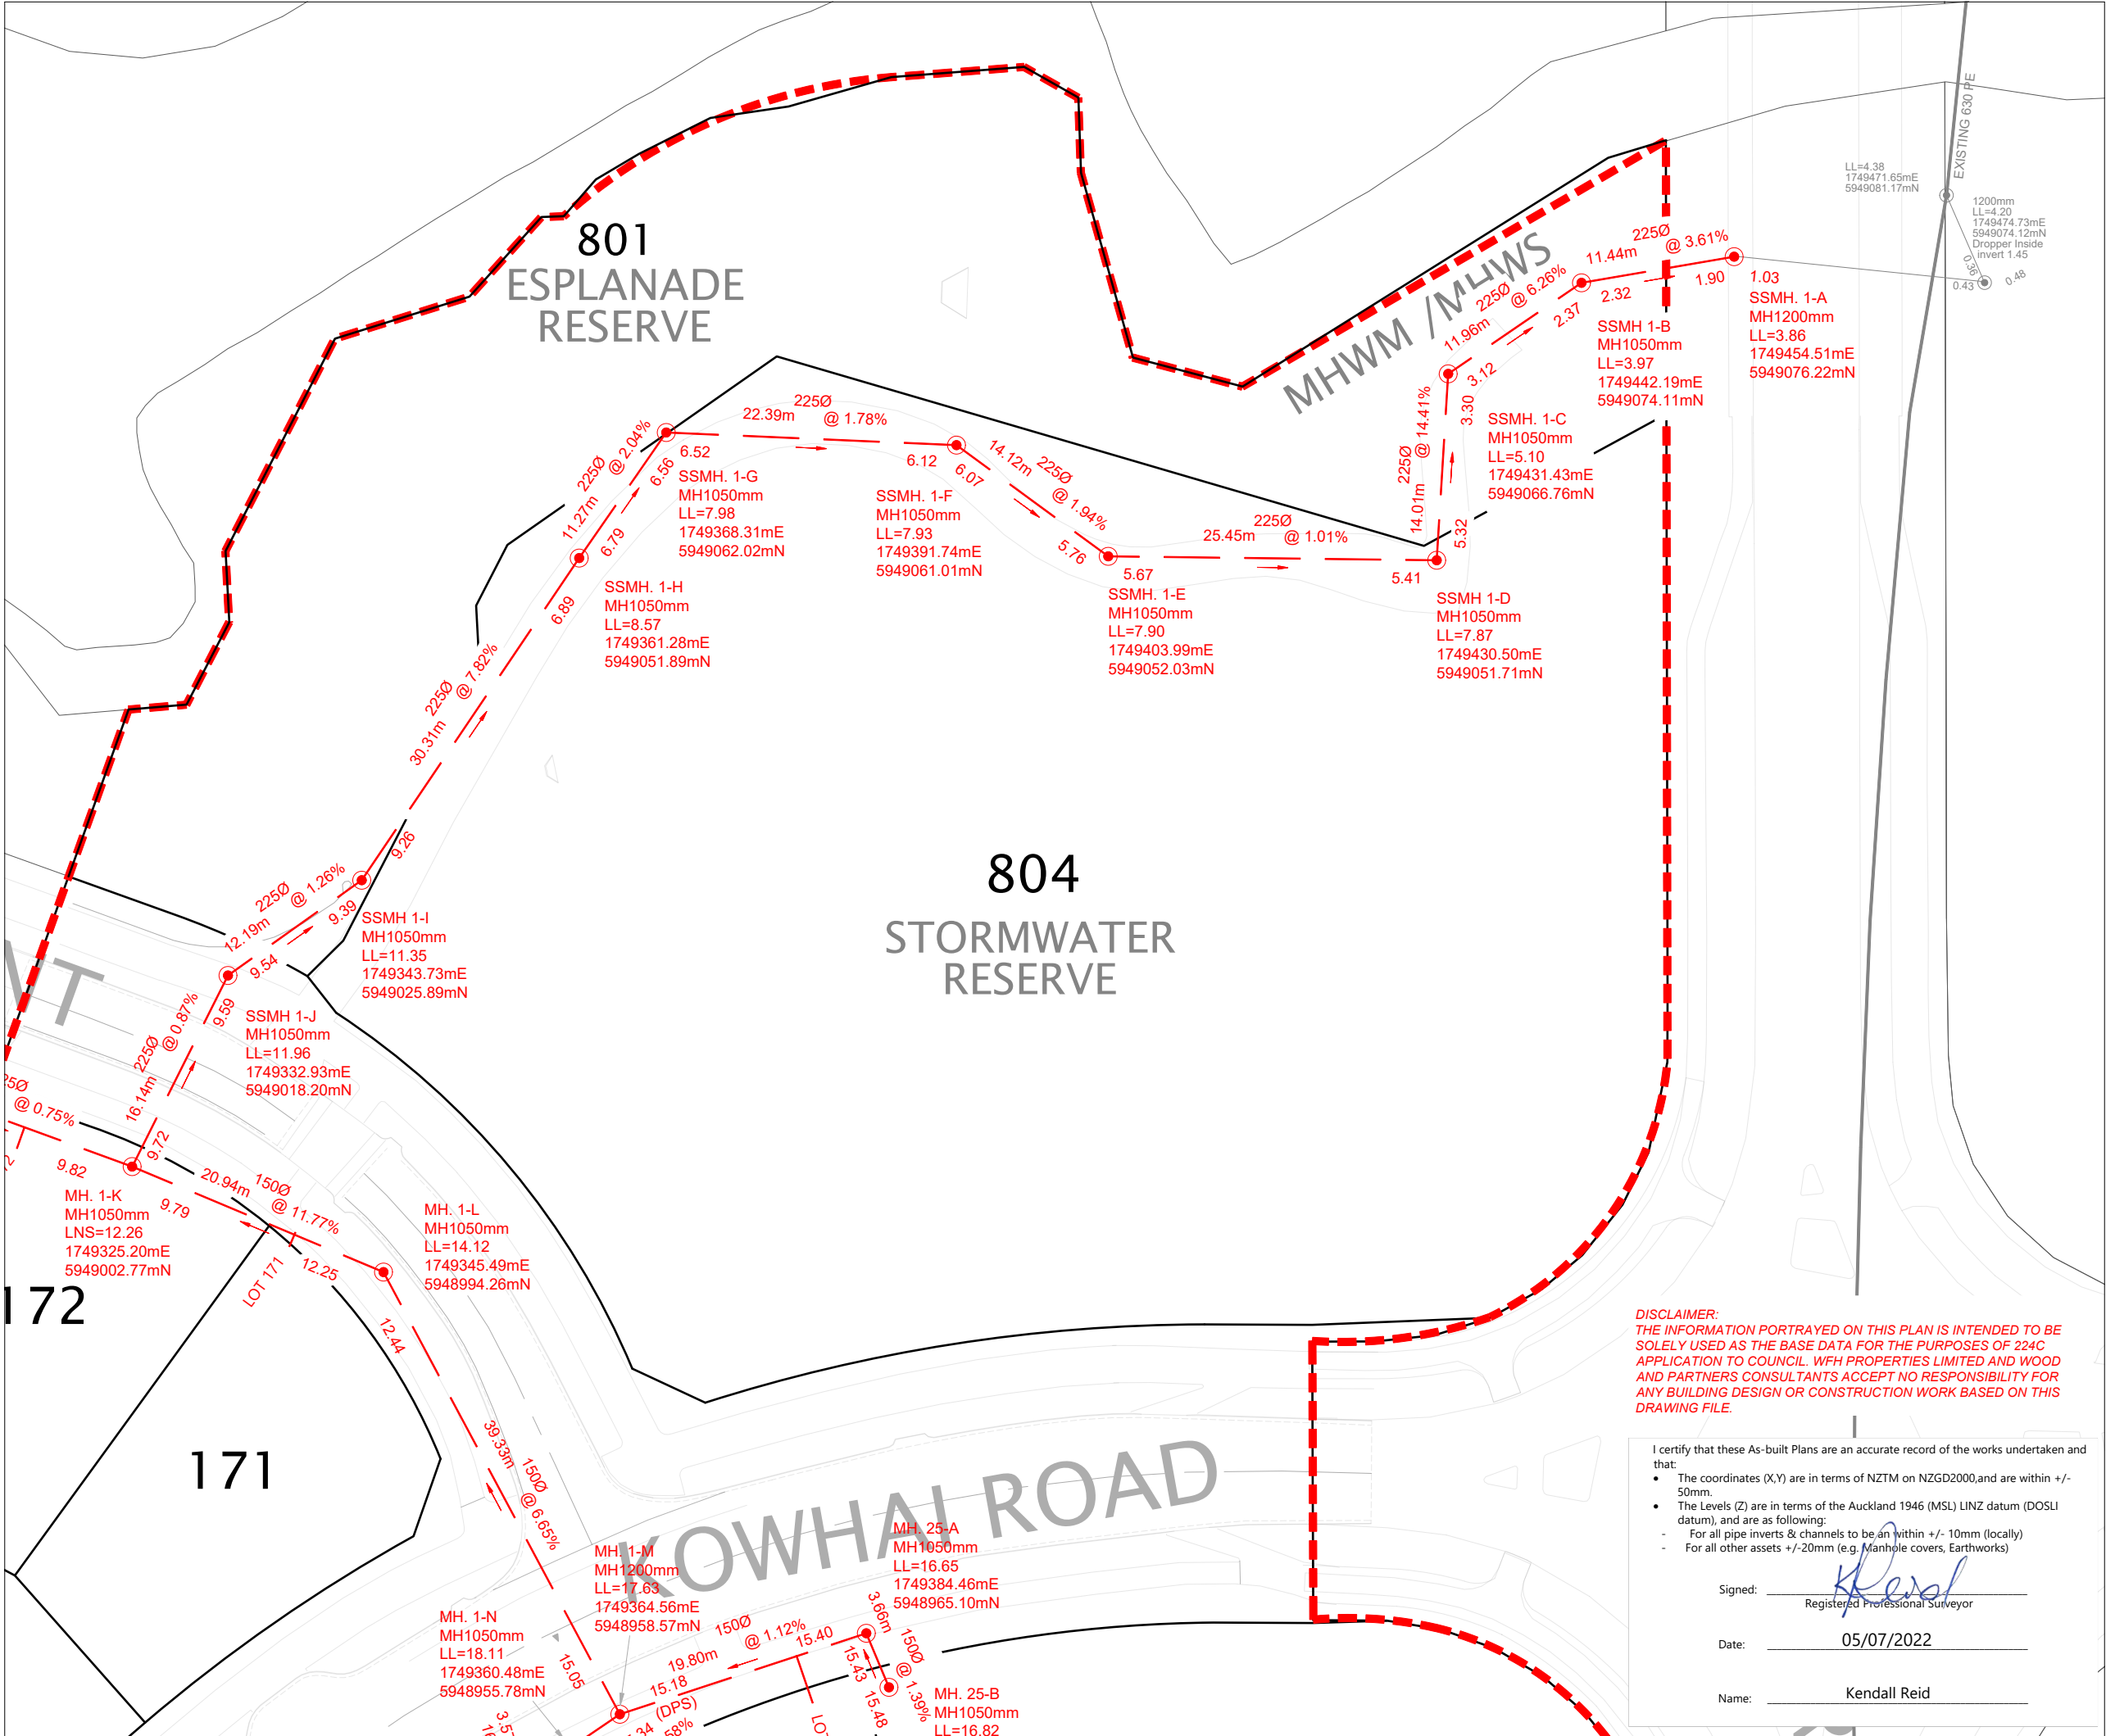 801
ESPLANADE
RESERVE
MHWM /MHWS
EXISTING 630 PE
LL=4.38
1749471.65mE
5949081.17mN
1200mm
LL=4.20
1749474.73mE
5949074.12mN
Dropper Inside
invert 1.45
0.36
0.43
0.48
225Ø
@ 3.61%
11.44m
2.32
1.90
1.03
SSMH. 1-A
MH1200mm
LL=3.86
1749454.51mE
5949076.22mN
225Ø
@ 6.26%
11.96m
2.37
3.12
SSMH 1-B
MH1050mm
LL=3.97
1749442.19mE
5949074.11mN
225Ø
@ 14.41%
14.01m
3.30
5.32
SSMH. 1-C
MH1050mm
LL=5.10
1749431.43mE
5949066.76mN
225Ø
22.39m
@ 1.78%
6.52
6.12
SSMH. 1-G
MH1050mm
LL=7.98
1749368.31mE
5949062.02mN
SSMH. 1-F
MH1050mm
LL=7.93
1749391.74mE
5949061.01mN
14.12m
225Ø
@ 1.94%
6.07
5.76
225Ø
25.45m
@ 1.01%
5.67
5.41
SSMH. 1-E
MH1050mm
LL=7.90
1749403.99mE
5949052.03mN
SSMH 1-D
MH1050mm
LL=7.87
1749430.50mE
5949051.71mN
225Ø
@ 2.04%
11.27m
6.56
6.79
SSMH. 1-H
MH1050mm
LL=8.57
1749361.28mE
5949051.89mN
6.89
225Ø
@ 7.82%
30.31m
9.26
804
STORMWATER
RESERVE
225Ø
@ 1.26%
12.19m
9.39
9.54
SSMH 1-I
MH1050mm
LL=11.35
1749343.73mE
5949025.89mN
225Ø
@ 0.87%
16.14m
9.59
9.72
SSMH 1-J
MH1050mm
LL=11.96
1749332.93mE
5949018.20mN
@ 0.75%
9.82
MH. 1-K
MH1050mm
LNS=12.26
1749325.20mE
5949002.77mN
20.94m
150Ø
@ 11.77%
9.79
12.25
LOT 171
MH. 1-L
MH1050mm
LL=14.12
1749345.49mE
5948994.26mN
172
171
12.44
39.33m
150Ø
@ 6.65%
15.05
KOWHAI ROAD
MH. 1-M
MH1200mm
LL=17.63
1749364.56mE
5948958.57mN
MH. 1-N
MH1050mm
LL=18.11
1749360.48mE
5948955.78mN
MH. 25-A
MH1050mm
LL=16.65
1749384.46mE
5948965.10mN
150Ø
@ 1.12%
19.80m
15.40
15.18
(DPS)
3.66m
150Ø
@ 1.39%
15.43
15.48
MH. 25-B
MH1050mm
LL=16.82
DISCLAIMER:
THE INFORMATION PORTRAYED ON THIS PLAN IS INTENDED TO BE
SOLELY USED AS THE BASE DATA FOR THE PURPOSES OF 224C
APPLICATION TO COUNCIL. WFH PROPERTIES LIMITED AND WOOD
AND PARTNERS CONSULTANTS ACCEPT NO RESPONSIBILITY FOR
ANY BUILDING DESIGN OR CONSTRUCTION WORK BASED ON THIS
DRAWING FILE.
I certify that these As-built Plans are an accurate record of the works undertaken and
that:
• The coordinates (X,Y) are in terms of NZTM on NZGD2000,and are within +/-
50mm.
• The Levels (Z) are in terms of the Auckland 1946 (MSL) LINZ datum (DOSLI
datum), and are as following:
- For all pipe inverts & channels to be an within +/- 10mm (locally)
- For all other assets +/-20mm (e.g. Manhole covers, Earthworks)
Signed:
Registered Professional Surveyor
Date: 05/07/2022
Name: Kendall Reid